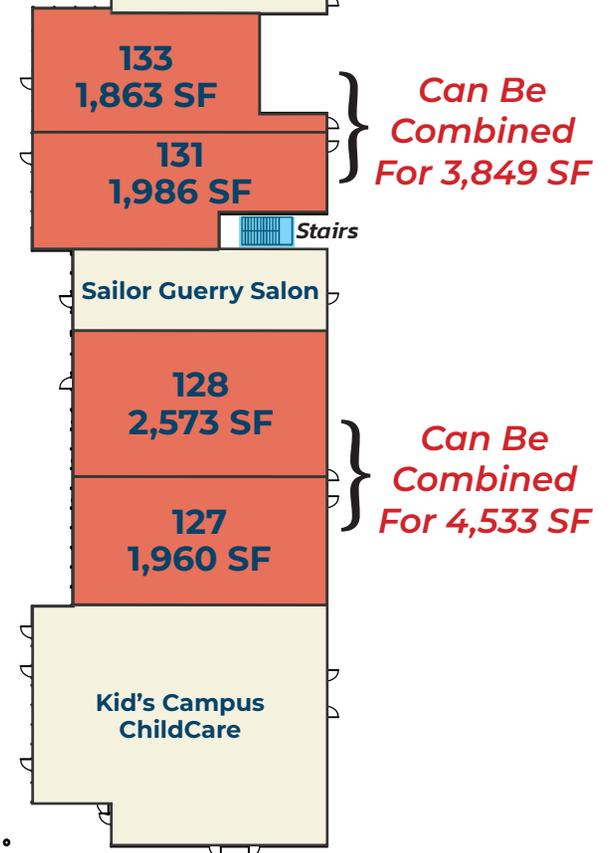 133
1,863 SF
Can Be
Combined
For 3,849 SF
131
1,986 SF
Stairs
Sailor Guerry Salon
128
2,573 SF
Can Be
Combined
For 4,533 SF
127
1,960 SF
Kid’s Campus
ChildCare